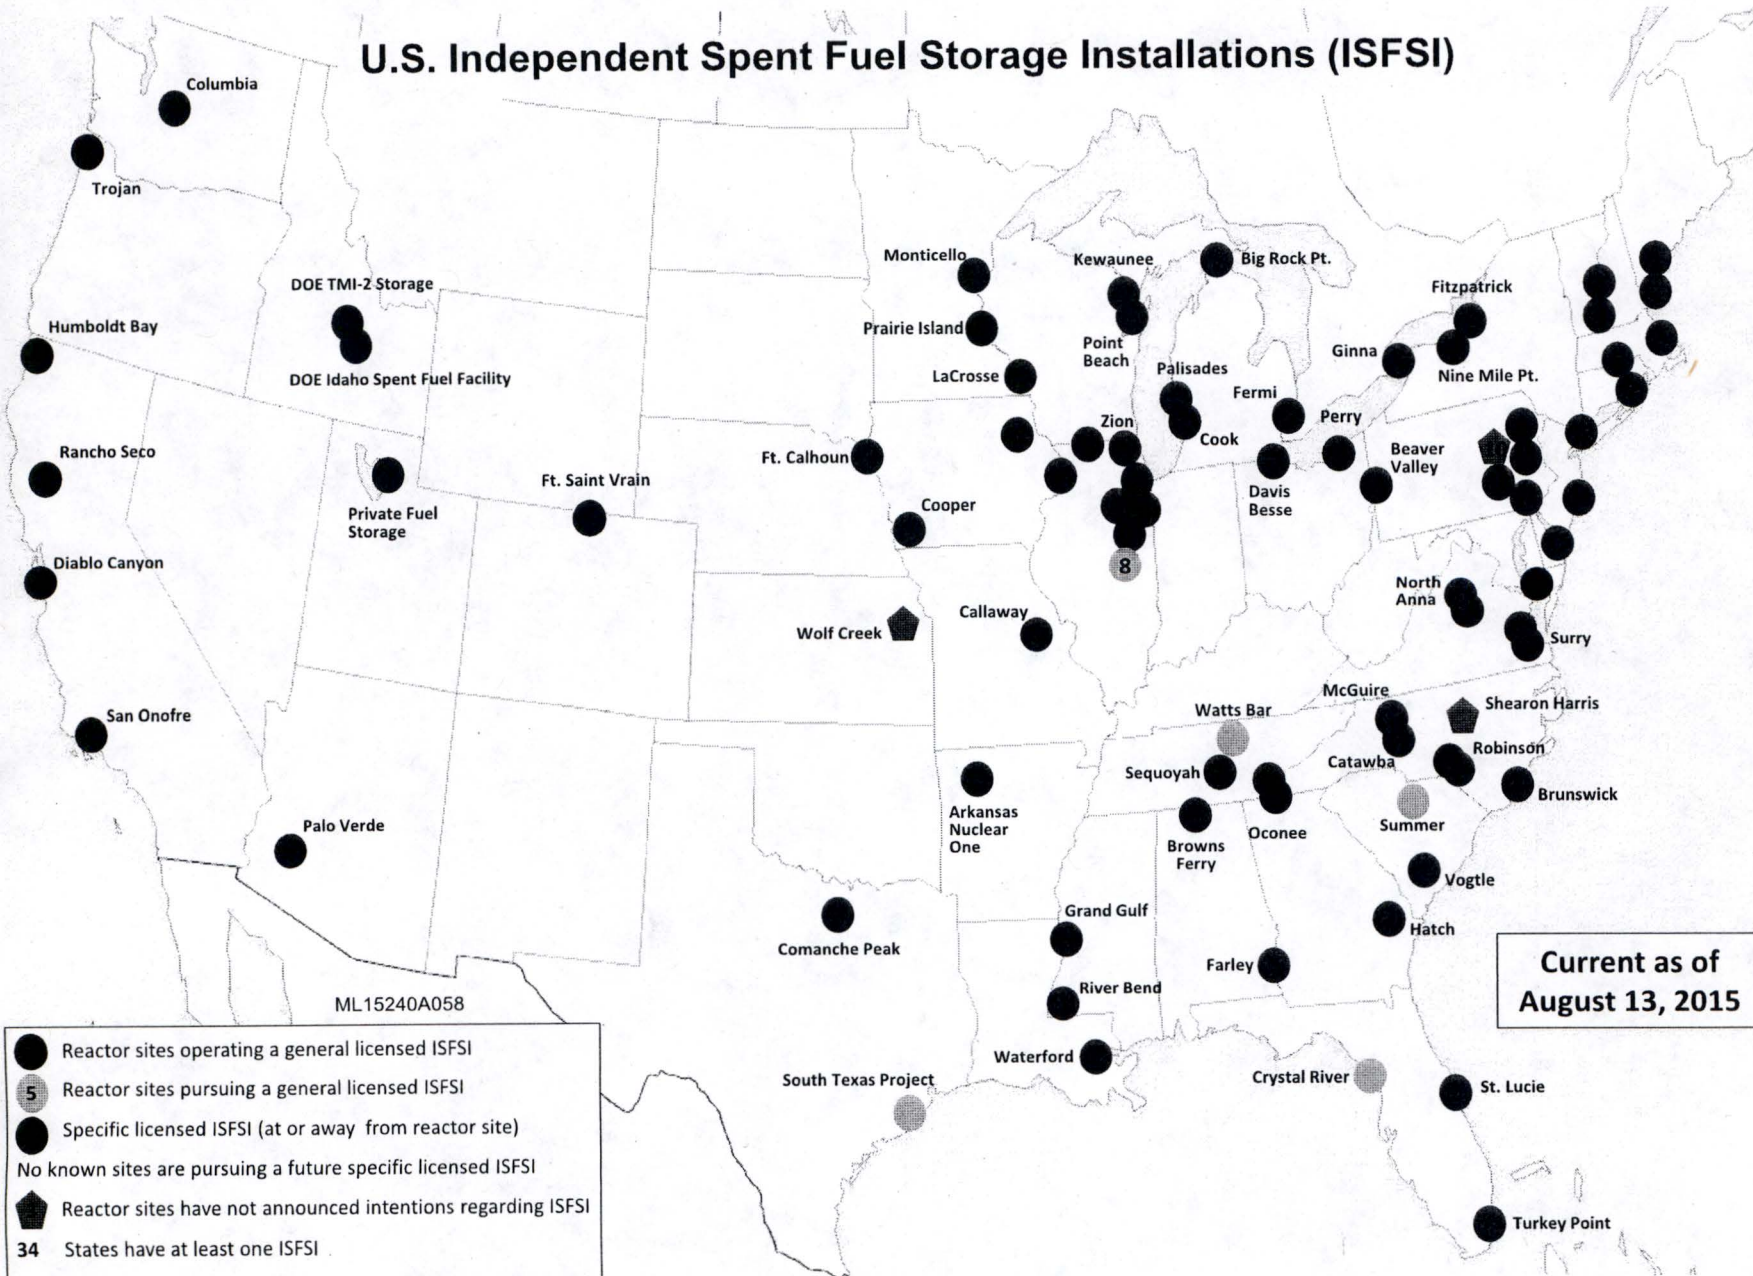 U.S. Independent Spent Fuel Storage Installations (ISFSI)
Columbia
Trojan
Monticello
Kewaunee
Big Rock Pt.
DOE TMI-2 Storage
Fitzpatrick
Humboldt Bay
Prairie Island
Point
Beach
Ginna
DOE Idaho Spent Fuel Facility
LaCrosse
Palisades
Nine Mile Pt.
Fermi
Rancho Seco
Zion
Perry
Cook
Ft. Calhoun
Beaver
Valley
Ft. Saint Vrain
Private Fuel
Storage
Cooper
Davis
Besse
Diablo Canyon
8
North
Anna
Callaway
Wolf Creek
Surry
San Onofre
McGuire
Watts Bar
Shearon Harris
Robinson
Catawba
Sequoyah
Brunswick
Palo Verde
Arkansas
Nuclear
One
Summer
Oconee
Browns
Ferry
Vogtle
Grand Gulf
Hatch
Comanche Peak
Farley
Current as of
August 13, 2015
River Bend
ML15240A058
Waterford
South Texas Project
Crystal River
St. Lucie
Turkey Point
Reactor sites operating a general licensed ISFSI
5 Reactor sites pursuing a general licensed ISFSI
Specific licensed ISFSI (at or away from reactor site)
No known sites are pursuing a future specific licensed ISFSI
Reactor sites have not announced intentions regarding ISFSI
34 States have at least one ISFSI